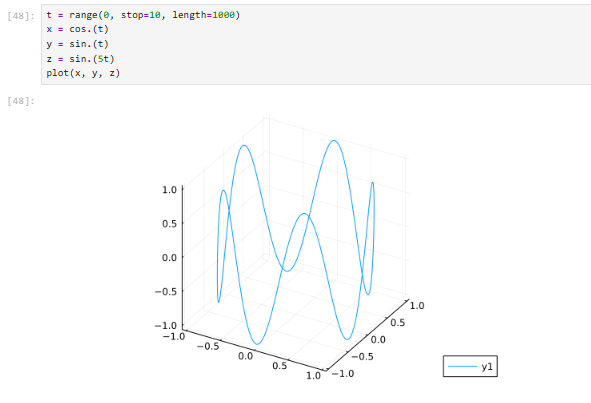 [48]: t = range(0, stop=10, length=1000)
x = cos.(t)
y = sin.(t)
z = sin.(5t)
plot(x, y, z)
[48]:
1.0
0.5
0.0
−0.5
−1.0
−1.0
−0.5
0.0
0.5
1.0
−1.0
−0.5
0.0
0.5
1.0
y1